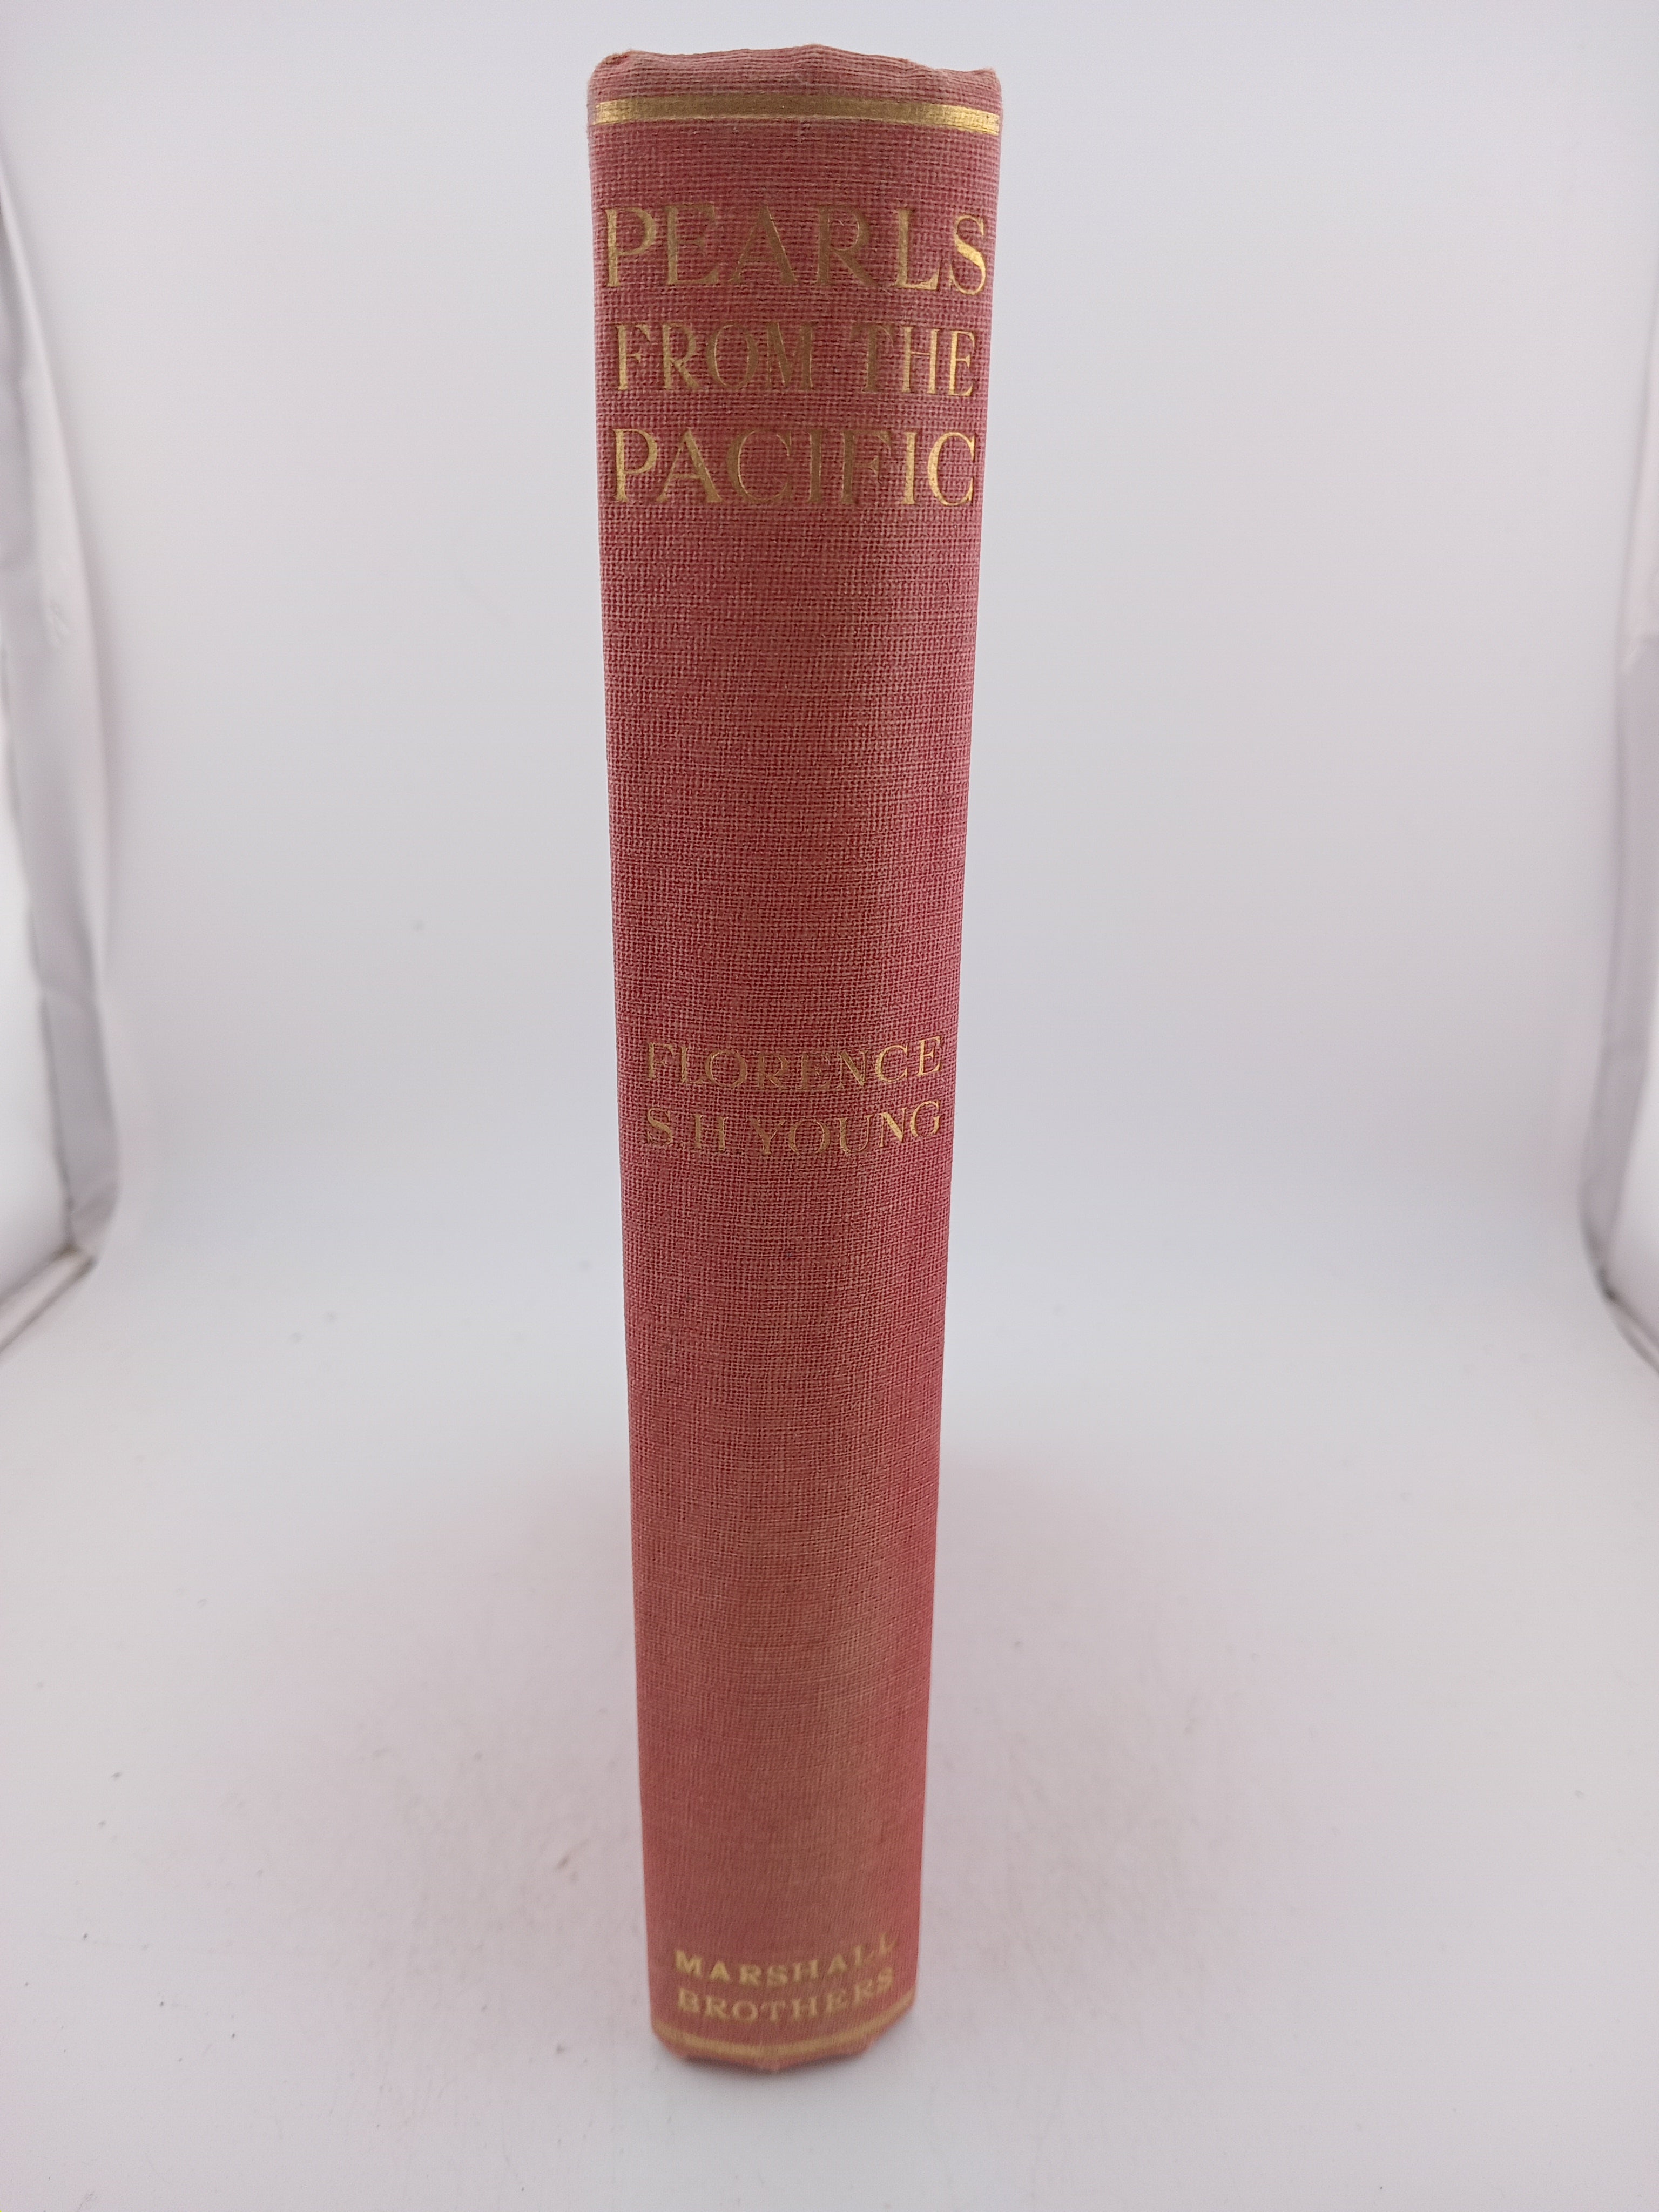 PEARLS
FROM THE
PACIFIC
FLORENCE
S.H. YOUNG
MARSHALL
BROTHERS